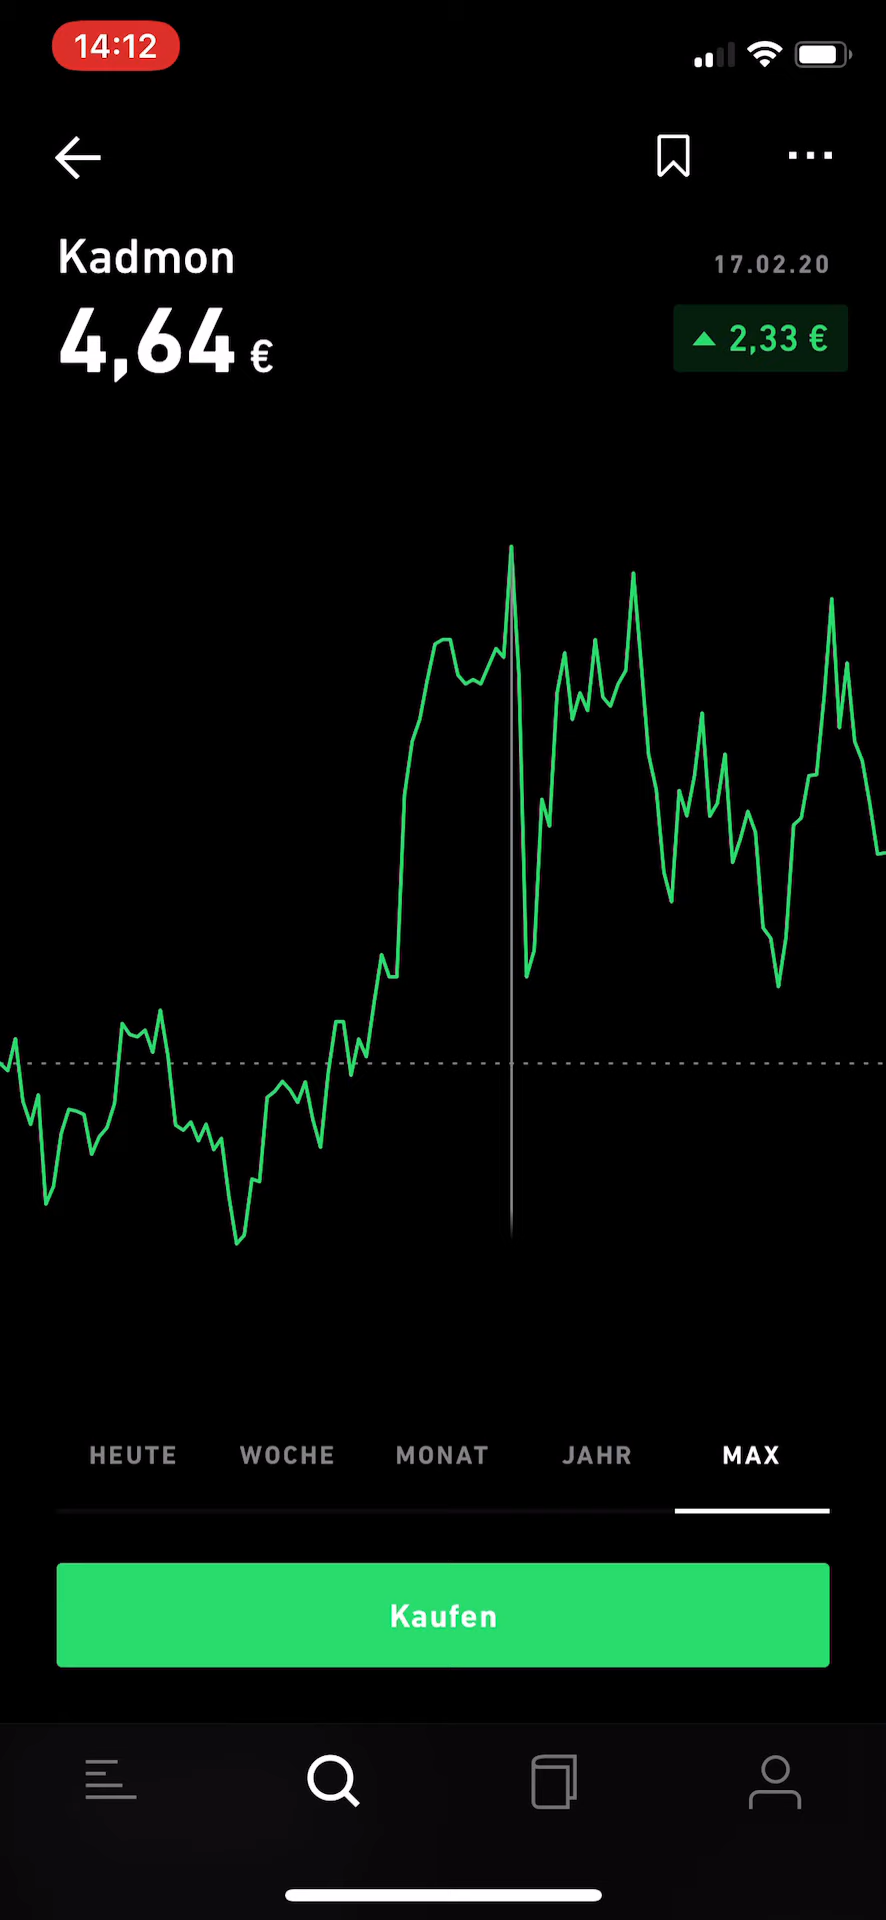 14:12
Kadmon
17.02.20
4,64 €
2,33 €
HEUTE WOCHE MONAT JAHR MAX
Kaufen